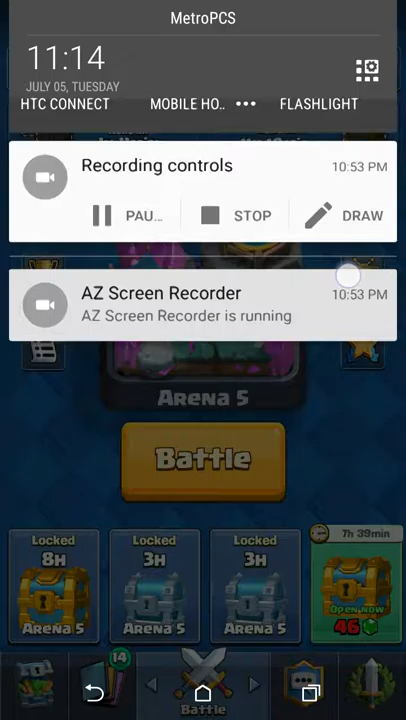 MetroPCS
11:14
JULY 05, TUESDAY
HTC CONNECT MOBILE HO.. ••• FLASHLIGHT
Recording controls 10:53 PM
PAU... STOP DRAW
AZ Screen Recorder 10:53 PM
AZ Screen Recorder is running
Arena 5
Battle
Locked Locked Locked 7h 39min
8H 3H 3H
OPEN NOW
46
Arena 5 Arena 5 Arena 5
14
Battle